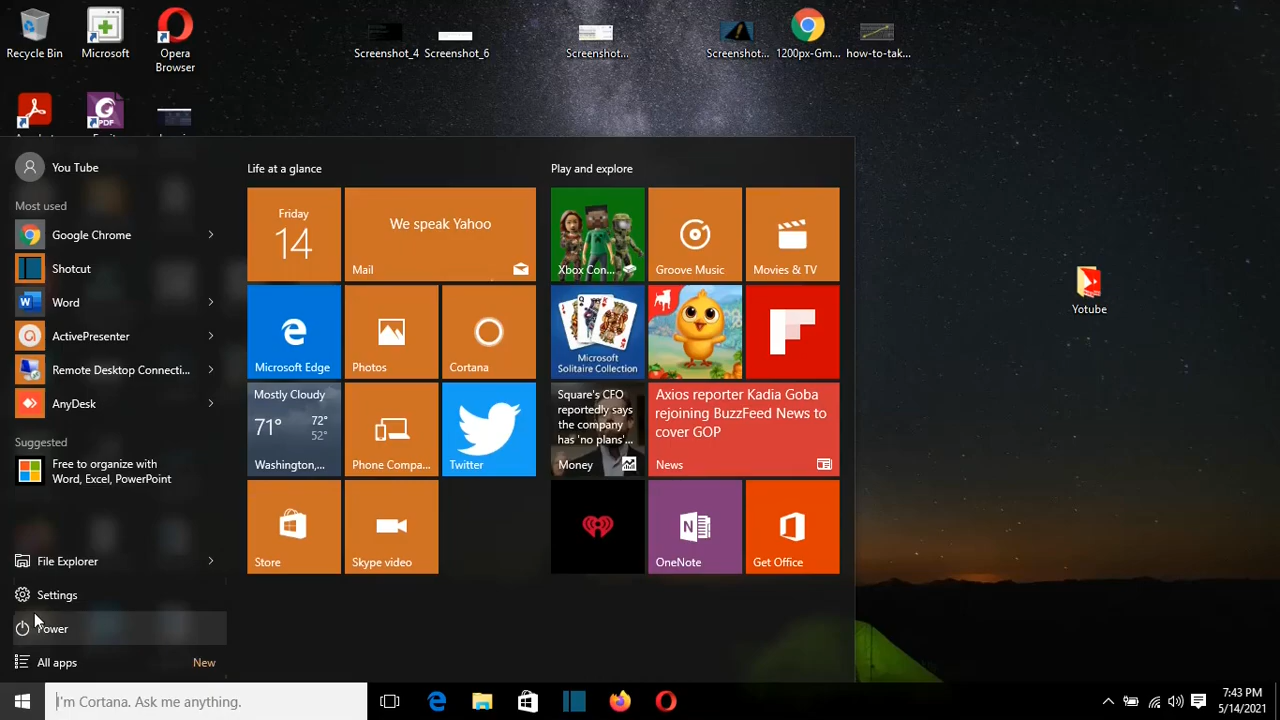 Recycle Bin
Microsoft
Opera
Browser
Screenshot_4
Screenshot_6
Screenshot...
Screenshot...
1200px-Gm...
how-to-tak...
You Tube
Most used
Google Chrome
Shotcut
Word
ActivePresenter
Remote Desktop Connecti...
AnyDesk
Suggested
Free to organize with
Word, Excel, PowerPoint
File Explorer
Settings
Power
All apps
New
Life at a glance
Friday
14
We speak Yahoo
Mail
Microsoft Edge
Photos
Cortana
Mostly Cloudy
71°
72°
52°
Washington,...
Phone Compa...
Twitter
Store
Skype video
Play and explore
Xbox Con...
Groove Music
Movies & TV
Microsoft
Solitaire Collection
Square's CFO
reportedly says
the company
has 'no plans'...
Money
Axios reporter Kadia Goba
rejoining BuzzFeed News to
cover GOP
News
OneNote
Get Office
Yotube
I'm Cortana. Ask me anything.
7:43 PM
5/14/2021